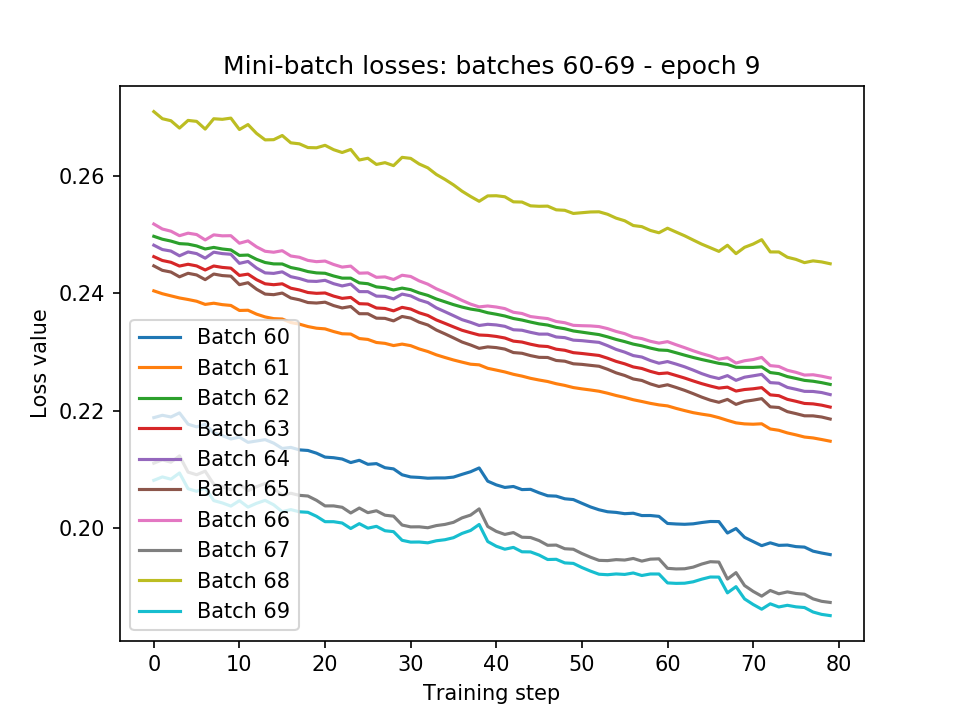 Mini-batch losses: batches 60-69 - epoch 9
0.26
0.24
0.22
0.20
Loss value
Batch 60
Batch 61
Batch 62
Batch 63
Batch 64
Batch 65
Batch 66
Batch 67
Batch 68
Batch 69
0 10 20 30 40 50 60 70 80
Training step